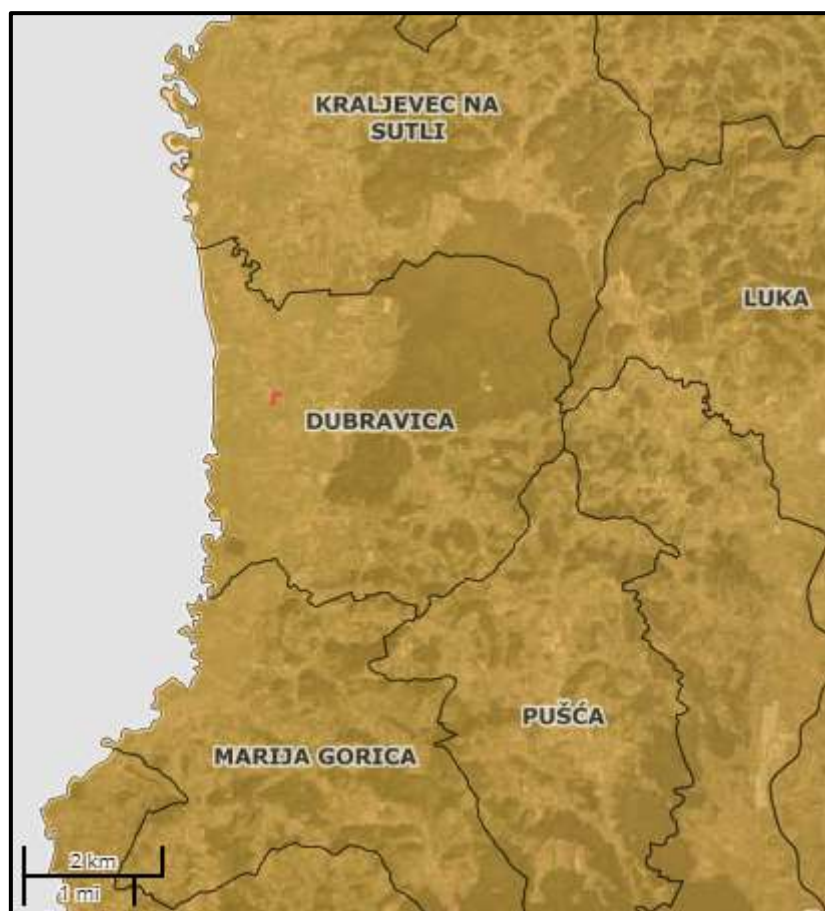 KRALJEVEC NA
SUTLI
LUKA
DUBRAVICA
PUŠĆA
MARIJA GORICA
2 km
1 mi